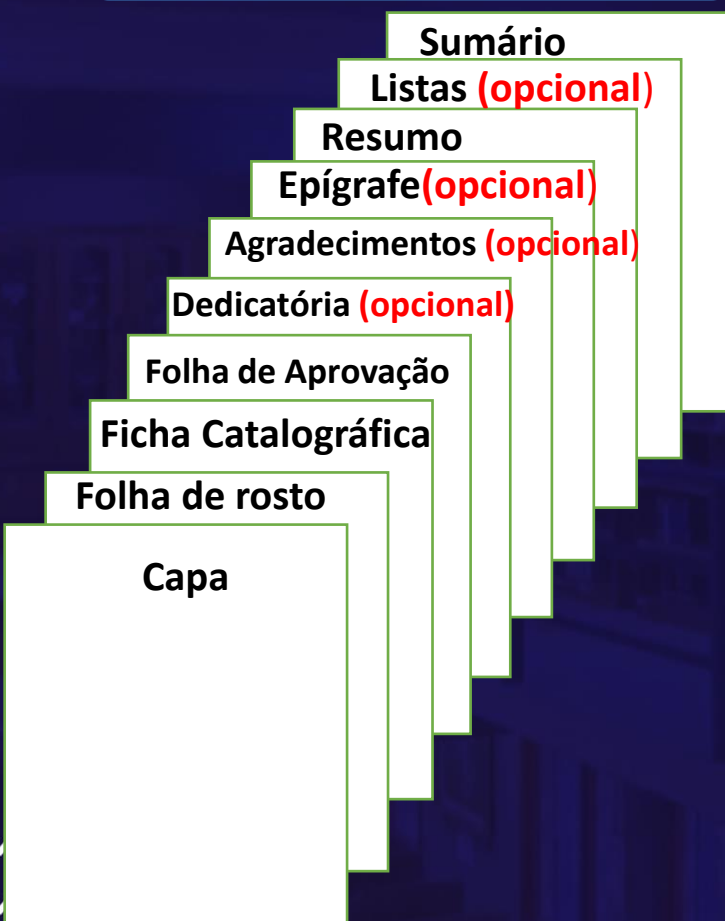 Sumário
Listas (opcional)
Resumo
Epígrafe(opcional)
Agradecimentos (opcional)
Dedicatória (opcional)
Folha de Aprovação
Ficha Catalográfica
Folha de rosto
Capa